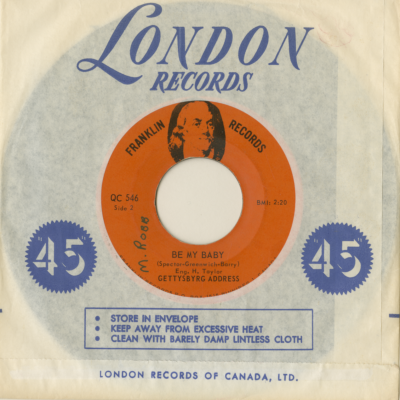 LONDON
RECORDS
FRANKLIN RECORDS
QC 546
Side 2
Time 2:20
M. ROBB
BE MY BABY
(Spector-Greenwich-Barry)
Eng. H. Taylor
GETTYSBYRG ADDRESS
"45"
"45"
• STORE IN ENVELOPE
• KEEP AWAY FROM EXCESSIVE HEAT
• CLEAN WITH BARELY DAMP LINTLESS CLOTH
LONDON RECORDS OF CANADA, LTD.